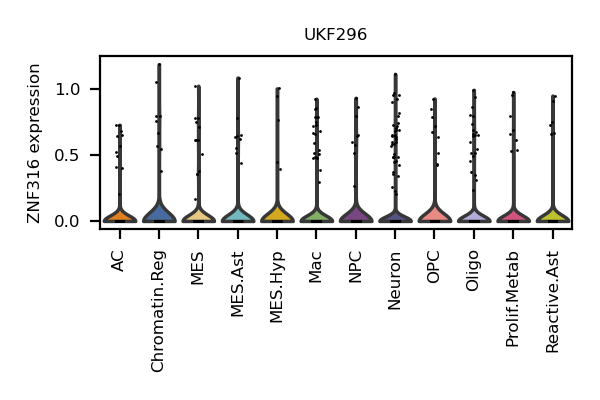 UKF296
ZNF316 expression
1.0
0.5
0.0
AC
Chromatin.Reg
MES
MES.Ast
MES.Hyp
Mac
NPC
Neuron
OPC
Oligo
Prolif.Metab
Reactive.Ast